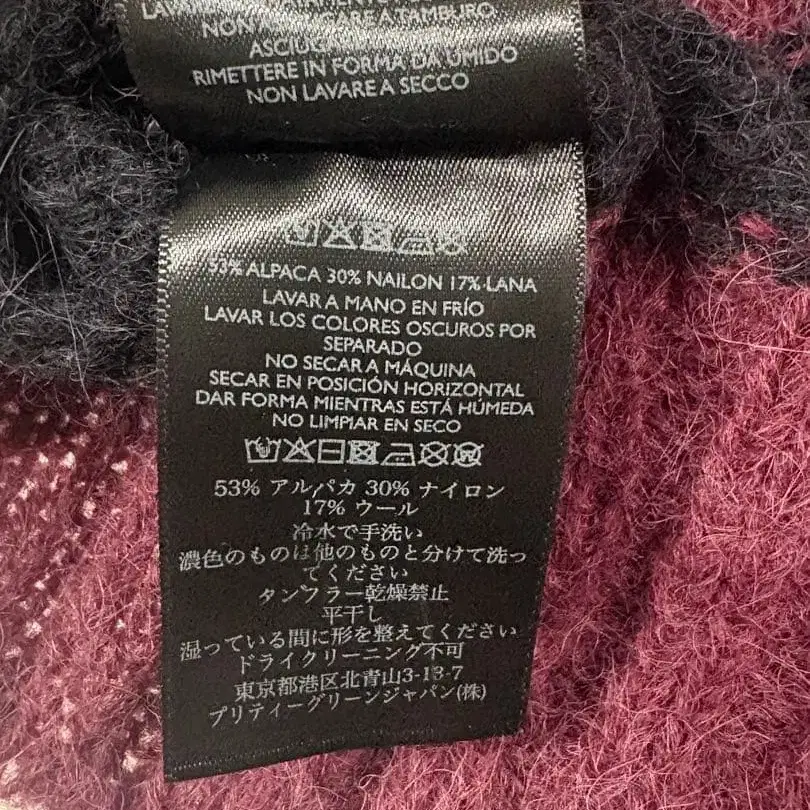 NON
ASCIUGA
RIMETTERE IN FORMA DA UMIDO
NON LAVARE A SECCO
53% ALPACA 30% NAILON 17% LANA
LAVAR A MANO EN FRÍO
LAVAR LOS COLORES OSCUROS POR
SEPARADO
NO SECAR A MÁQUINA
SECAR EN POSICIÓN HORIZONTAL
DAR FORMA MIENTRAS ESTÁ HÚMEDA
NO LIMPIAR EN SECO
53% アルパカ 30% ナイロン
17% ウール
冷水で手洗い
濃色のものは他のものと分けて洗っ
てください
タンフラー乾燥禁止
平干し
湿っている間に形を整えてください
ドライクリーニング不可
東京都港区北青山3-13-7
プリティーグリーンジャパン(株)